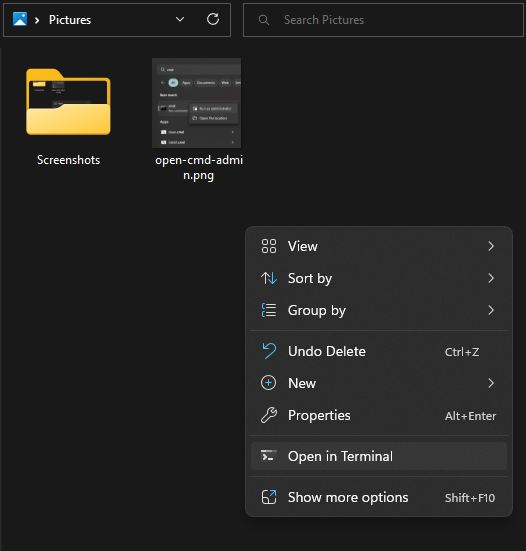 Pictures
Search Pictures
Screenshots
open-cmd-admi
n.png
View
Sort by
Group by
Undo Delete Ctrl+Z
New
Properties Alt+Enter
Open in Terminal
Show more options Shift+F10